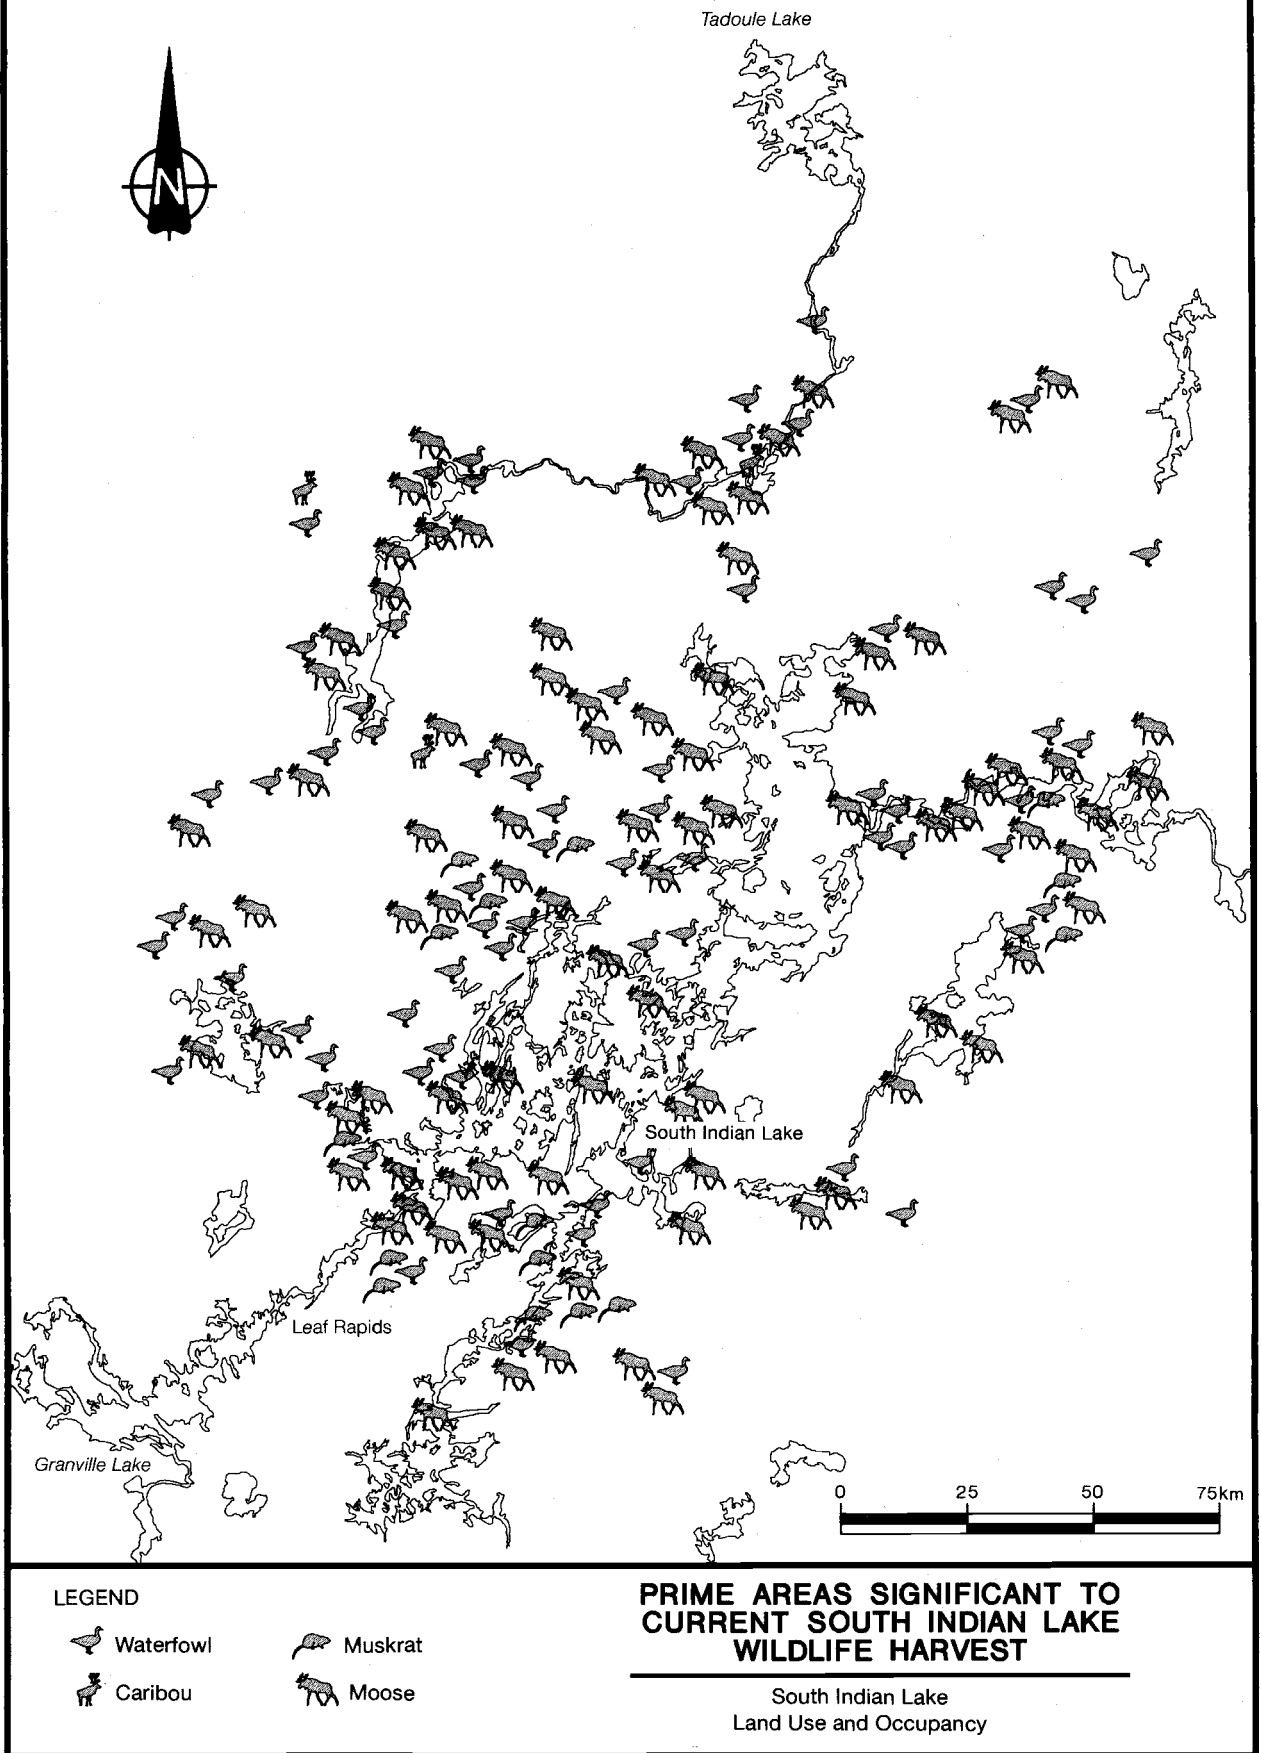 Tadoule Lake
N
South Indian Lake
Leaf Rapids
Granville Lake
0 25 50 75km
LEGEND
Waterfowl
Muskrat
Caribou
Moose
PRIME AREAS SIGNIFICANT TO
CURRENT SOUTH INDIAN LAKE
WILDLIFE HARVEST
South Indian Lake
Land Use and Occupancy